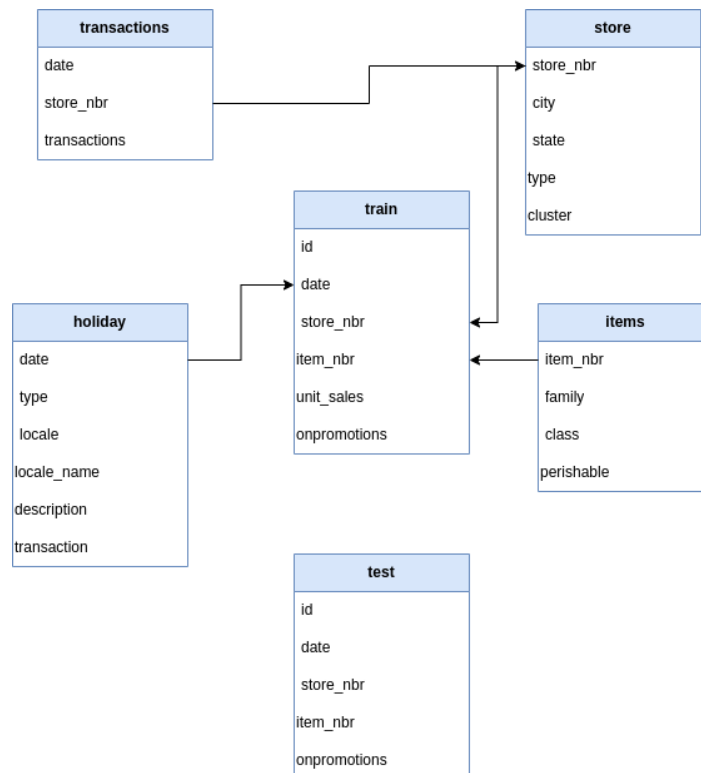 transactions
date
store_nbr
transactions
store
store_nbr
city
state
type
cluster
train
id
date
store_nbr
item_nbr
unit_sales
onpromotions
holiday
date
type
locale
locale_name
description
transaction
items
item_nbr
family
class
perishable
test
id
date
store_nbr
item_nbr
onpromotions